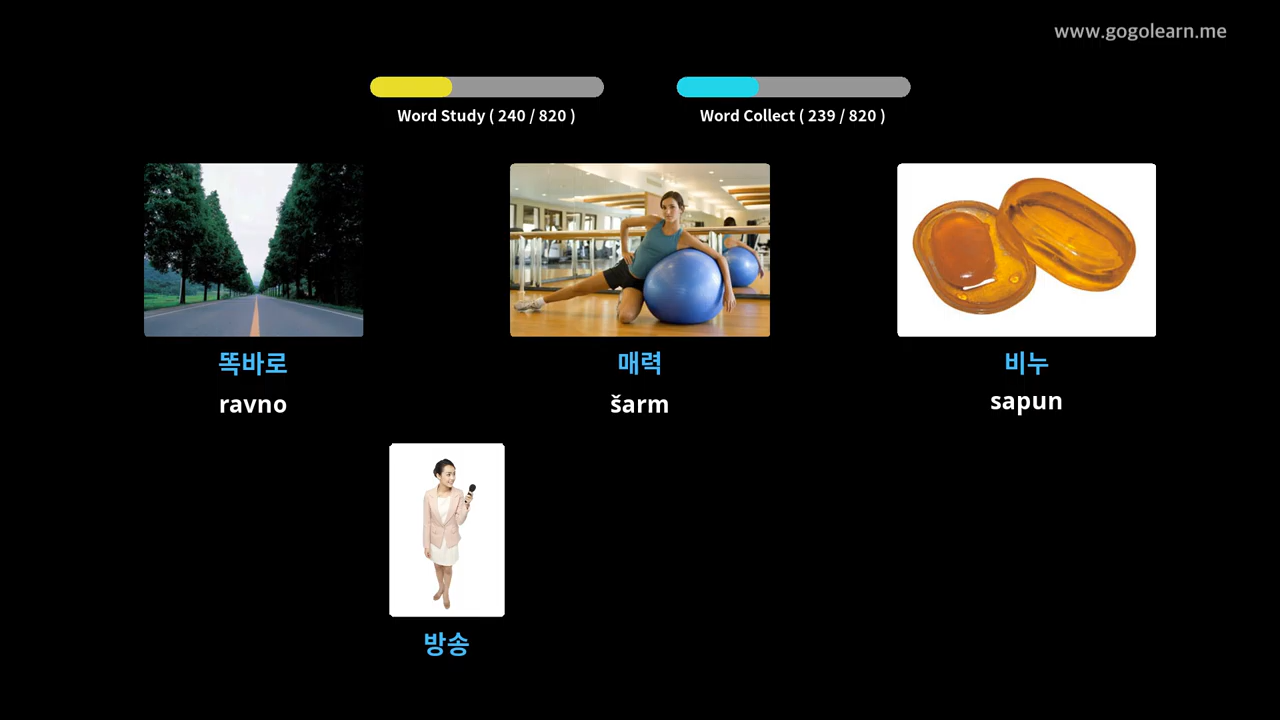 www.gogolearn.me
Word Study ( 240 / 820 )
Word Collect ( 239 / 820 )
똑바로
ravno
매력
šarm
비누
sapun
방송